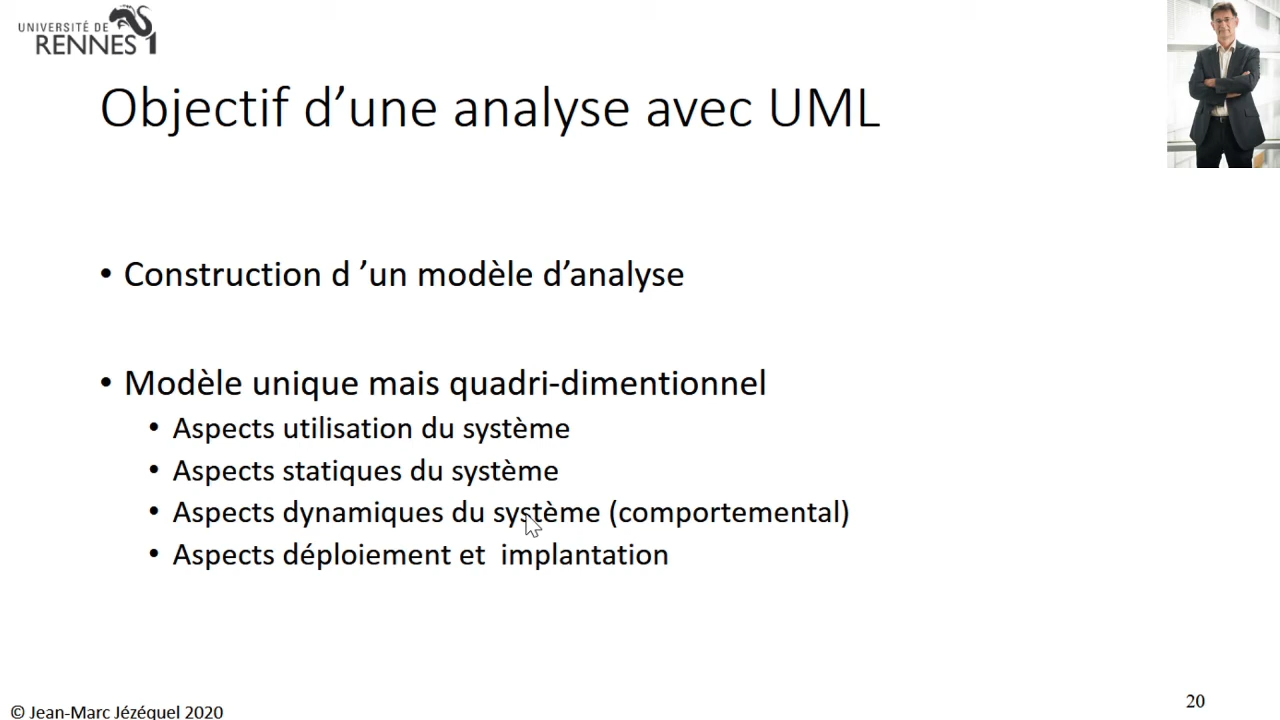 UNIVERSITÉ DE
RENNES 1
Objectif d’une analyse avec UML
• Construction d ’un modèle d’analyse
• Modèle unique mais quadri-dimentionnel
• Aspects utilisation du système
• Aspects statiques du système
• Aspects dynamiques du système (comportemental)
• Aspects déploiement et implantation
© Jean-Marc Jézéquel 2020
20